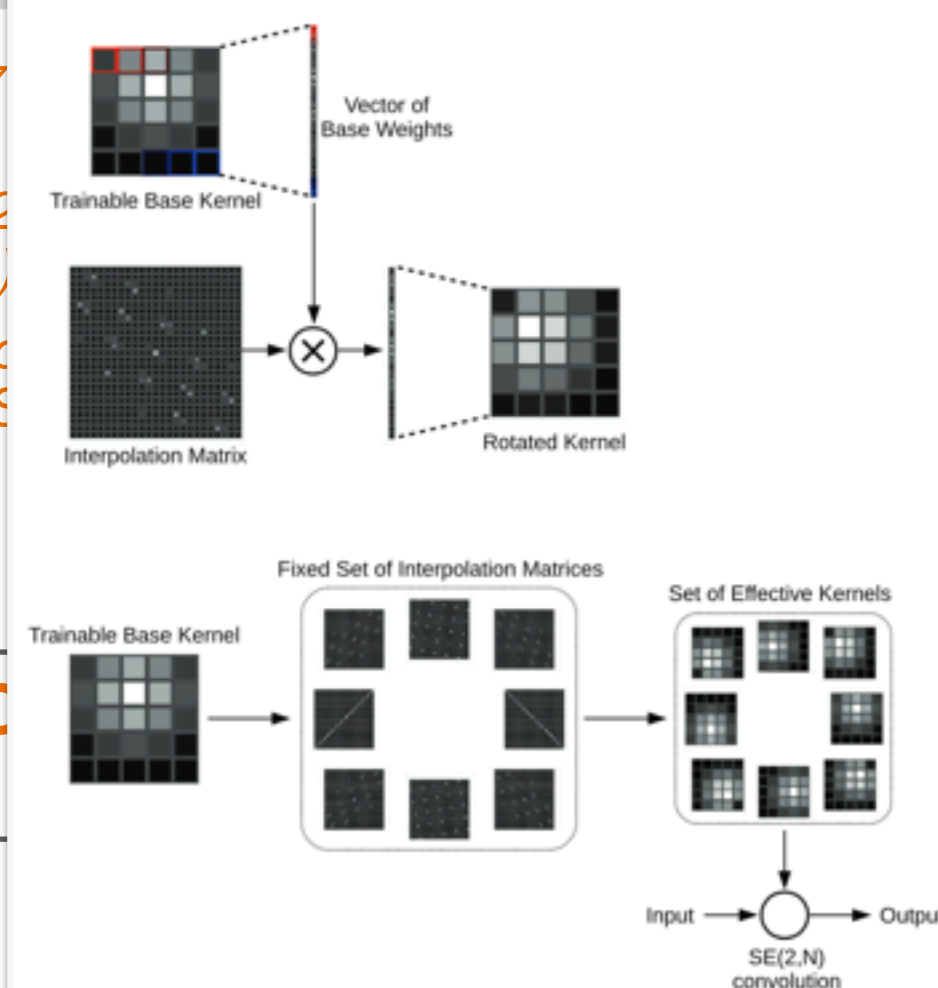 Vector of
Base Weights
Trainable Base Kernel
Interpolation Matrix
Rotated Kernel
Fixed Set of Interpolation Matrices
Set of Effective Kernels
Trainable Base Kernel
Input
Outpu
SE(2,N)
convolution